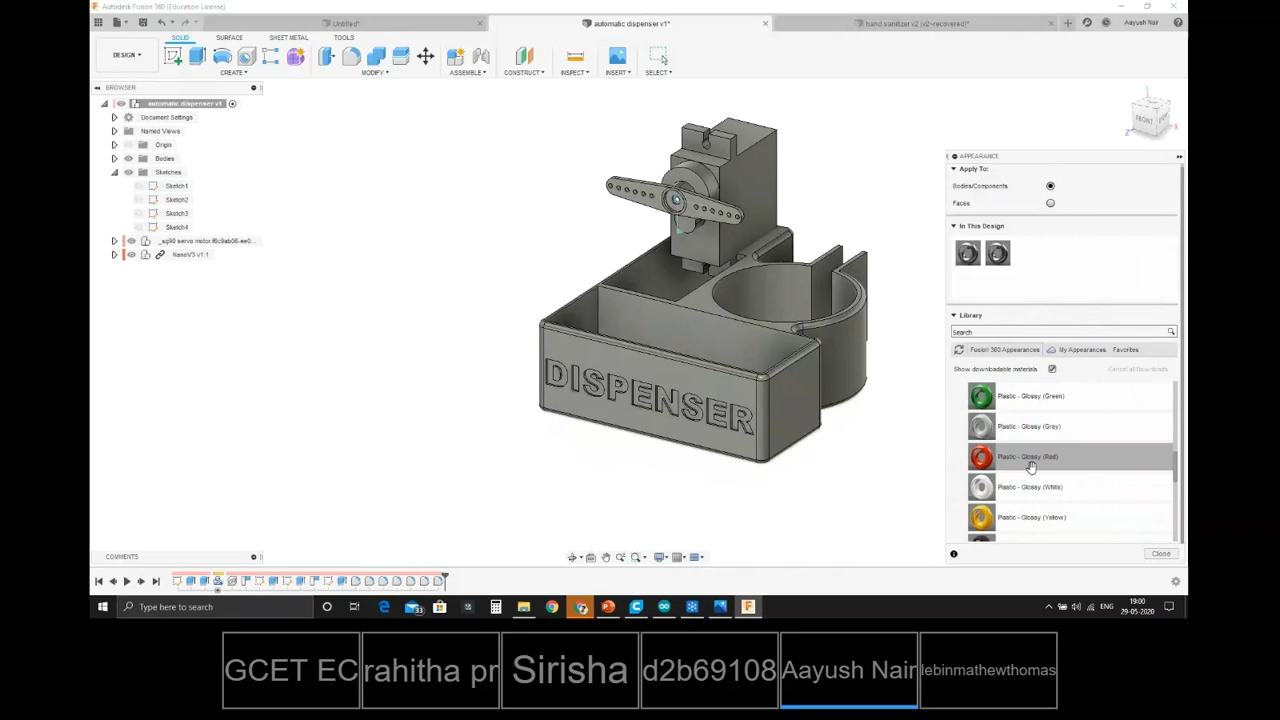 Autodesk Fusion 360 (Education License)
Untitled*
automatic dispenser v1*
hand sanitizer v2 (v2-recovered)*
Aayush Nair
SOLID SURFACE SHEET METAL TOOLS
DESIGN
CREATE MODIFY ASSEMBLE CONSTRUCT INSPECT INSERT SELECT
BROWSER
automatic dispenser v1
Document Settings
Named Views
Origin
Bodies
Sketches
Sketch1
Sketch2
Sketch3
Sketch4
NanoV3 v1:1
FRONT
Z
X
Y
DISPENSER
APPEARANCE
Apply To:
Bodies/Components
Faces
In This Design
Library
Search
Fusion 360 Appearances My Appearances Favorites
Show downloadable materials Cancel all Downloads
Plastic - Glossy (Green)
Plastic - Glossy (Grey)
Plastic - Glossy (Red)
Plastic - Glossy (White)
Plastic - Glossy (Yellow)
Close
COMMENTS
Type here to search
33
ENG
19:00
29-05-2020
GCET EC
rahitha pr
Sirisha
d2b69108
Aayush Nair
lebinmathewthomas